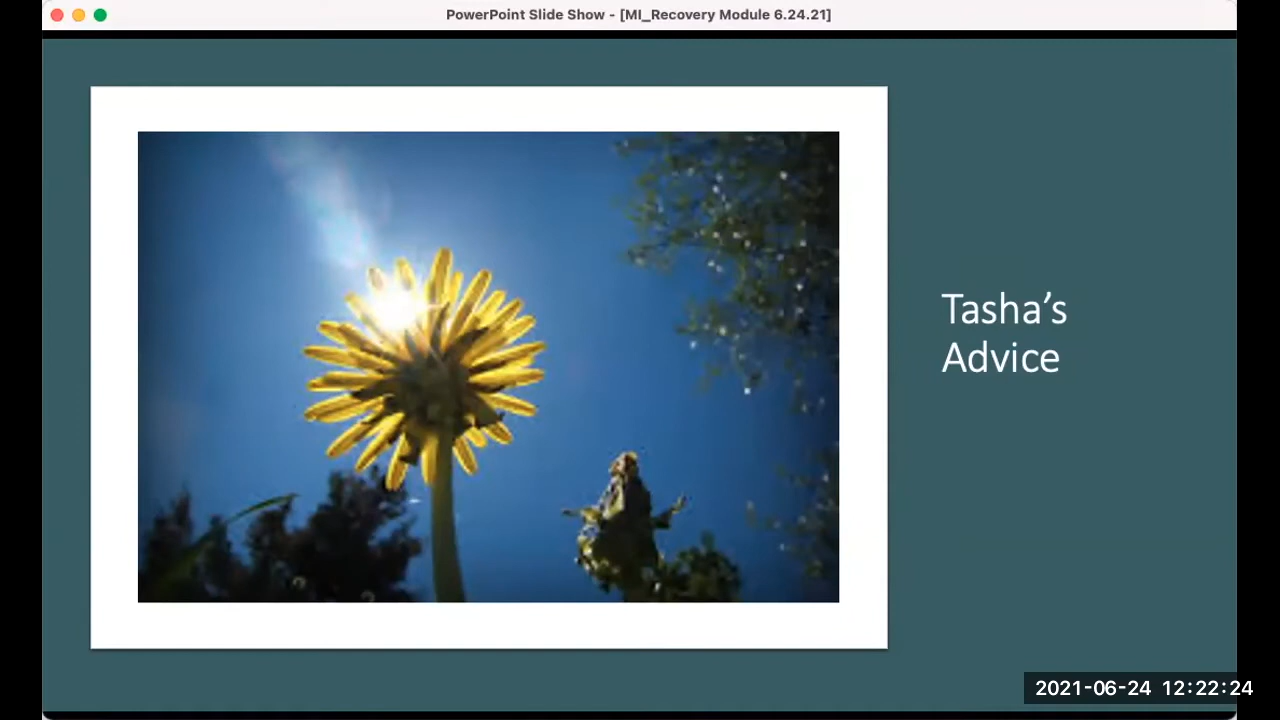 PowerPoint Slide Show - [MI_Recovery Module 6.24.21]
Tasha’s
Advice
2021-06-24 12:22:24